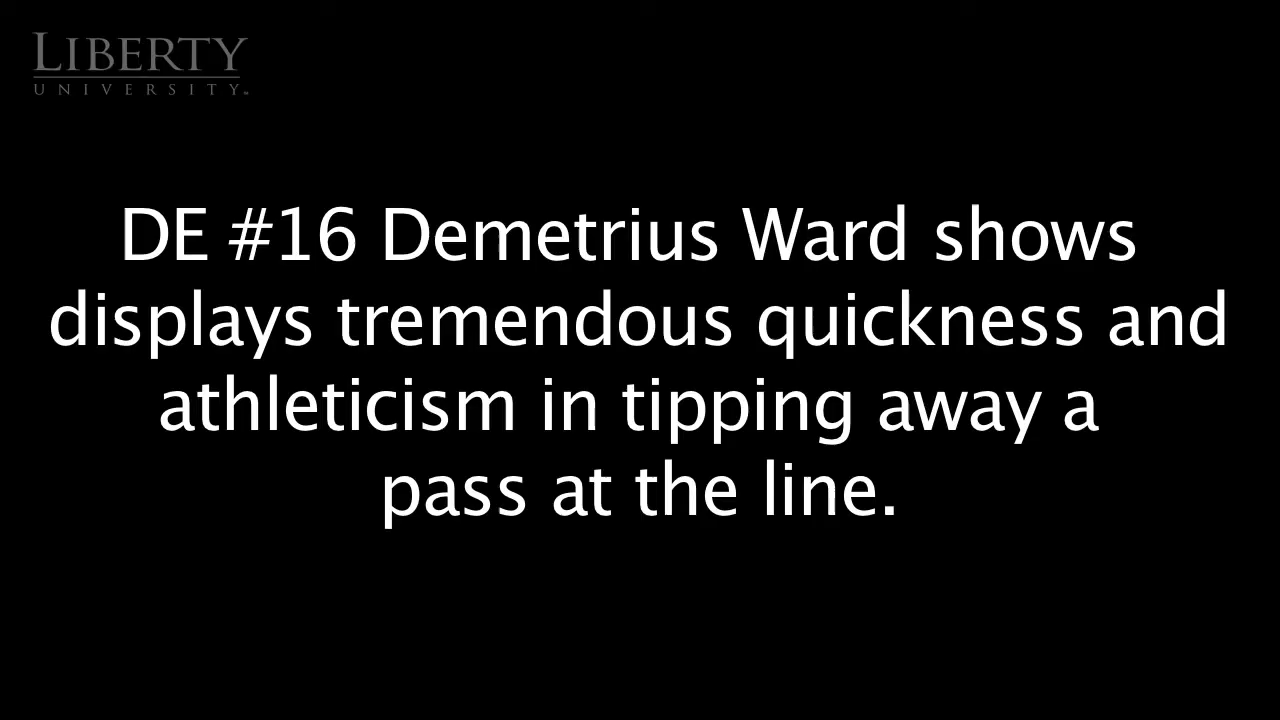 LIBERTY
UNIVERSITY
DE #16 Demetrius Ward shows
displays tremendous quickness and
athleticism in tipping away a
pass at the line.